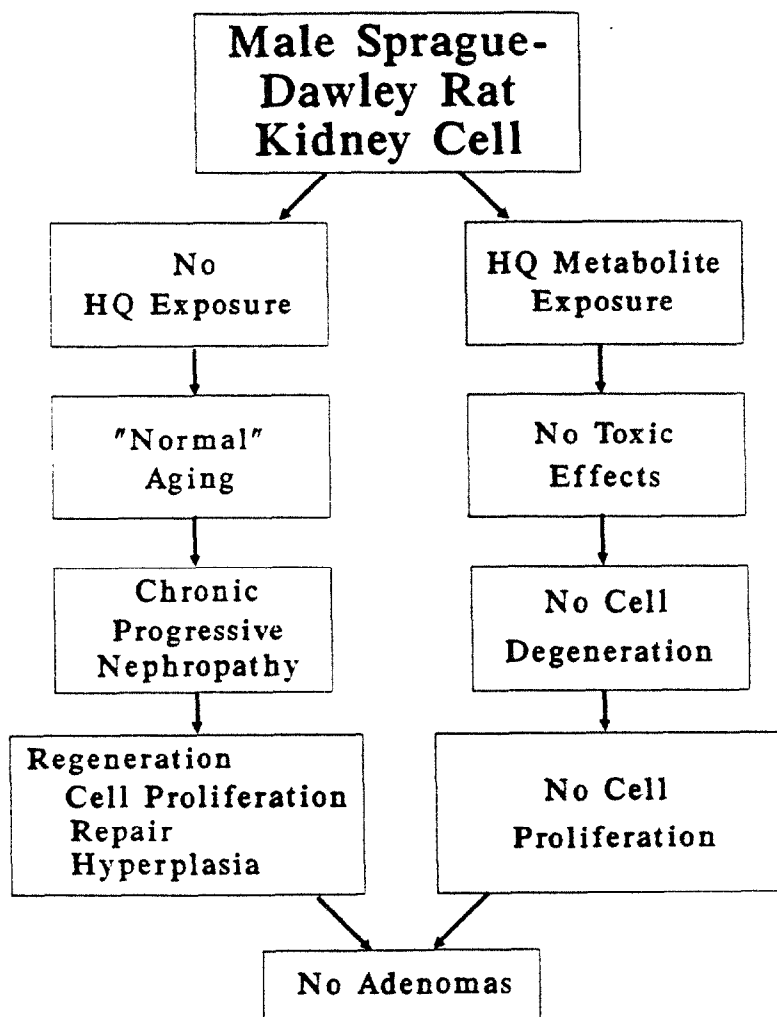 Male Sprague-
Dawley Rat
Kidney Cell
No
HQ Exposure
"Normal"
Aging
Chronic
Progressive
Nephropathy
Regeneration
Cell Proliferation
Repair
Hyperplasia
HQ Metabolite
Exposure
No Toxic
Effects
No Cell
Degeneration
No Cell
Proliferation
No Adenomas